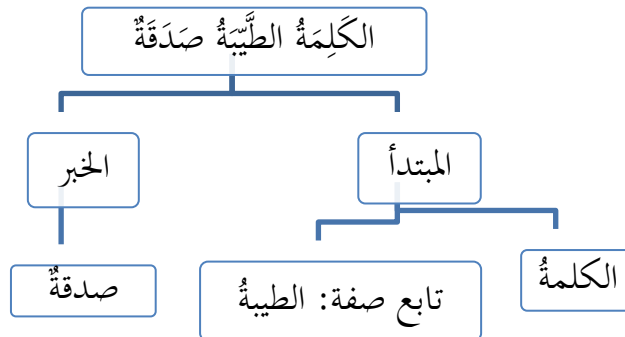 الكَلِمَةُ الطَّيِّبَةُ صَدَقَةٌ
المبتدأ
الخبر
الكلمةُ
تابع صفة: الطيبةُ
صدقةٌ